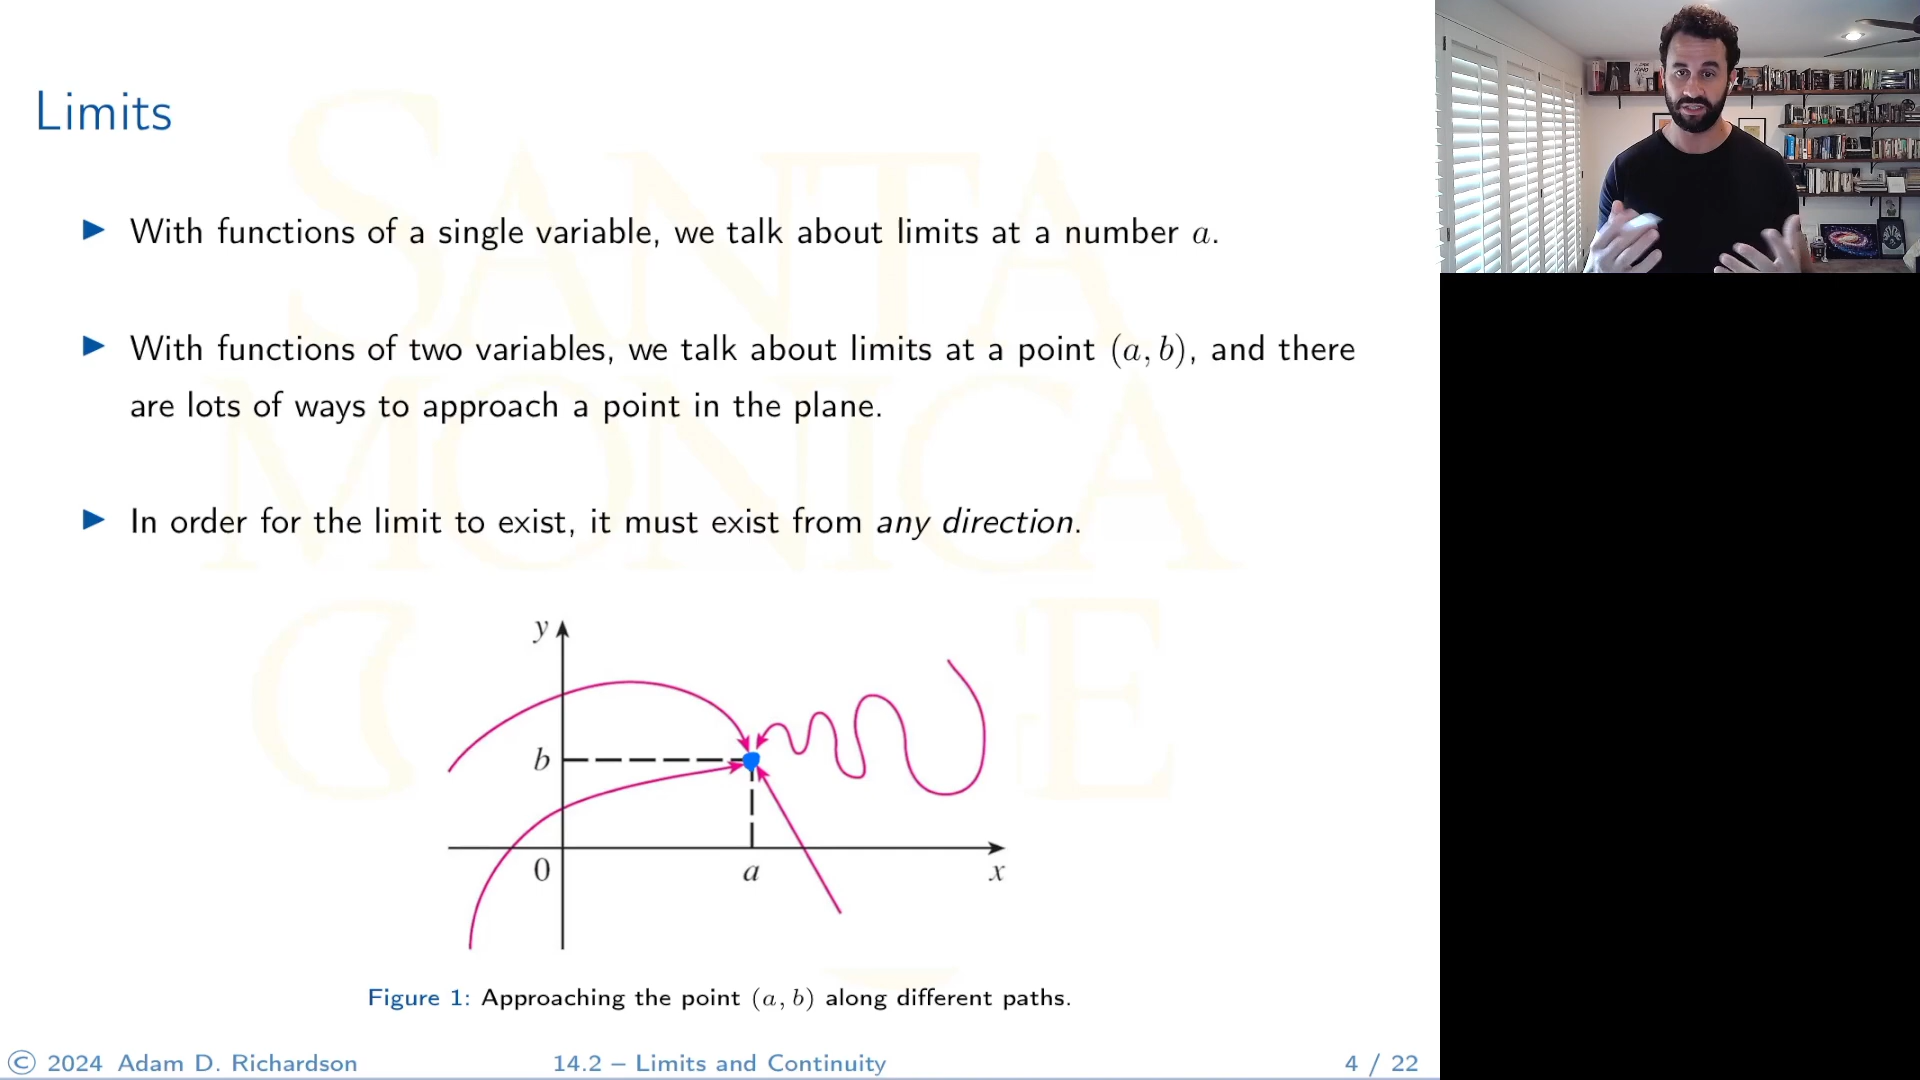 Limits
▶ With functions of a single variable, we talk about limits at a number a.
▶ With functions of two variables, we talk about limits at a point (a, b), and there
are lots of ways to approach a point in the plane.
▶ In order for the limit to exist, it must exist from any direction.
y
b
0
a
x
Figure 1: Approaching the point (a, b) along different paths.
© 2024 Adam D. Richardson
14.2 – Limits and Continuity
4 / 22
SANTA
MONICA